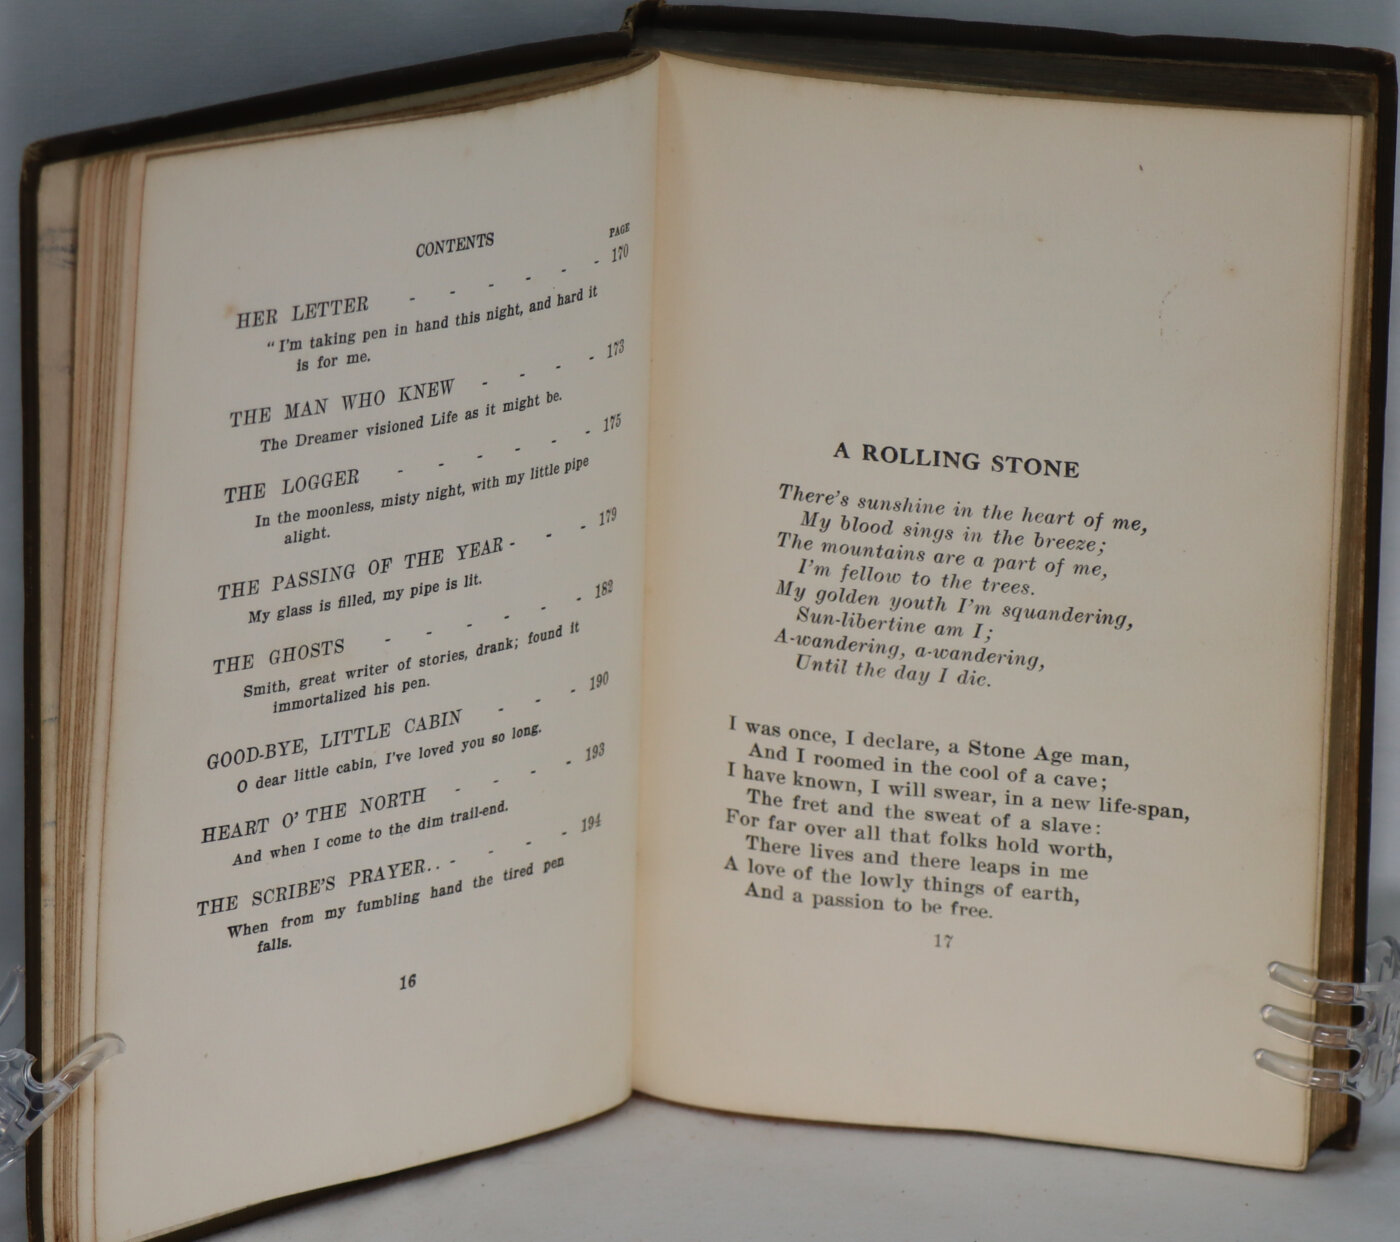 CONTENTS
PAGE
HER LETTER - - - - - - 170
"I'm taking pen in hand this night, and hard it
is for me.
THE MAN WHO KNEW - - - - 173
The Dreamer visioned Life as it might be.
THE LOGGER - - - - - - 175
In the moonless, misty night, with my little pipe
alight.
THE PASSING OF THE YEAR - - - 179
My glass is filled, my pipe is lit.
THE GHOSTS - - - - - - 182
Smith, great writer of stories, drank; found it
immortalized his pen.
GOOD-BYE, LITTLE CABIN - - - 190
O dear little cabin, I've loved you so long.
HEART O' THE NORTH - - - - 193
And when I come to the dim trail-end.
THE SCRIBE'S PRAYER.. - - - - 194
When from my fumbling hand the tired pen
falls.
16
A ROLLING STONE
There's sunshine in the heart of me,
My blood sings in the breeze;
The mountains are a part of me,
I'm fellow to the trees.
My golden youth I'm squandering,
Sun-libertine am I;
A-wandering, a-wandering,
Until the day I die.
I was once, I declare, a Stone Age man,
And I roomed in the cool of a cave;
I have known, I will swear, in a new life-span,
The fret and the sweat of a slave:
For far over all that folks hold worth,
There lives and there leaps in me
A love of the lowly things of earth,
And a passion to be free.
17